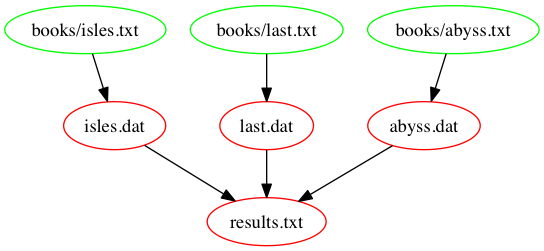 books/isles.txt
books/last.txt
books/abyss.txt
isles.dat
last.dat
abyss.dat
results.txt